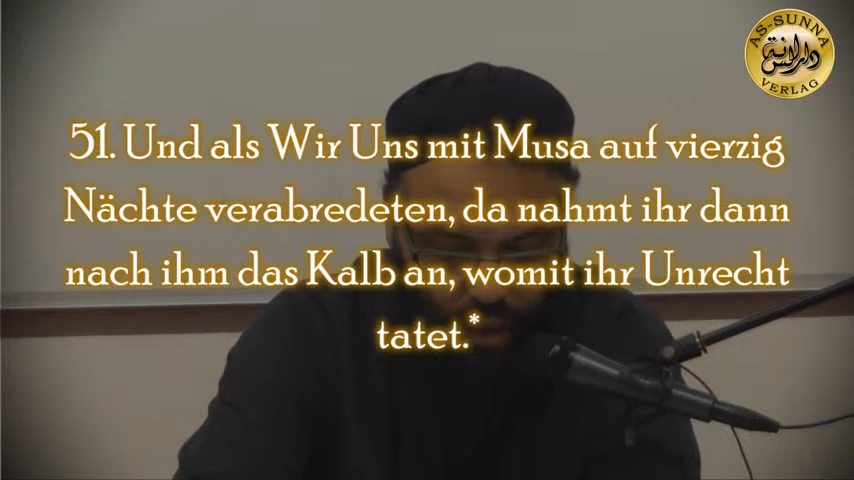 AS-SUNNA
VERLAG
51. Und als Wir Uns mit Musa auf vierzig
Nächte verabredeten, da nahmt ihr dann
nach ihm das Kalb an, womit ihr Unrecht
tatet.*